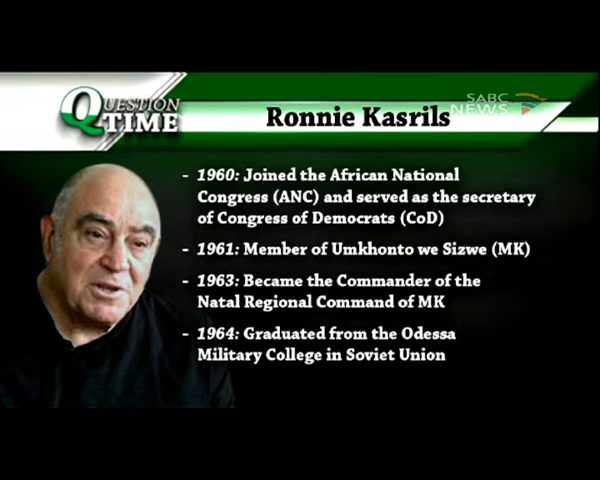 QUESTION
TIME
Ronnie Kasrils
SABC
NEWS
- 1960: Joined the African National
Congress (ANC) and served as the secretary
of Congress of Democrats (CoD)
- 1961: Member of Umkhonto we Sizwe (MK)
- 1963: Became the Commander of the
Natal Regional Command of MK
- 1964: Graduated from the Odessa
Military College in Soviet Union